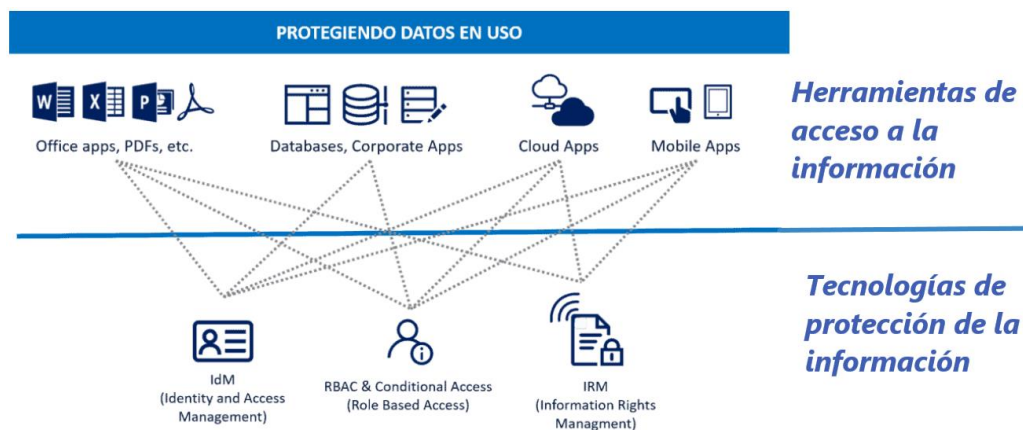 PROTEGIENDO DATOS EN USO
W X P
Office apps, PDFs, etc.
Databases, Corporate Apps
Cloud Apps
Mobile Apps
Herramientas de
acceso a la
información
IdM
(Identity and Access
Management)
RBAC & Conditional Access
(Role Based Access)
IRM
(Information Rights
Managment)
Tecnologías de
protección de la
información